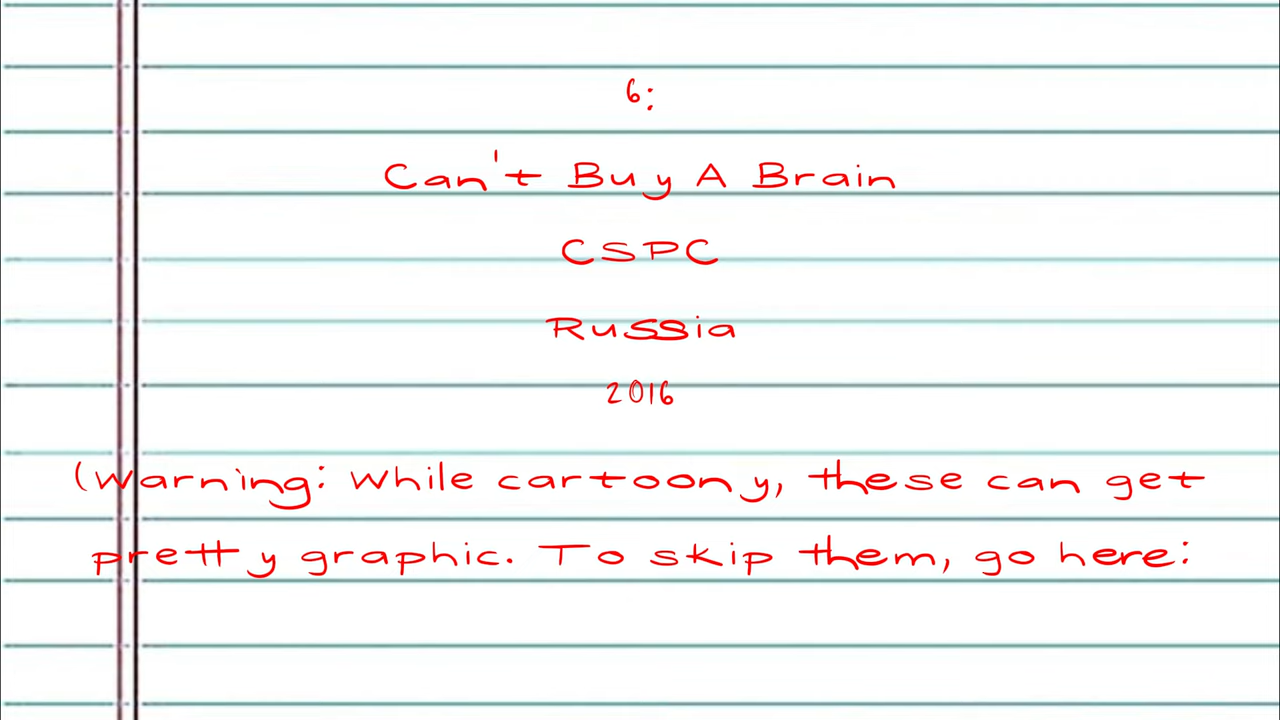 6:
Can't Buy A Brain
CSPC
Russia
2016
(Warning: While cartoony, these can get
pretty graphic. To skip them, go here: